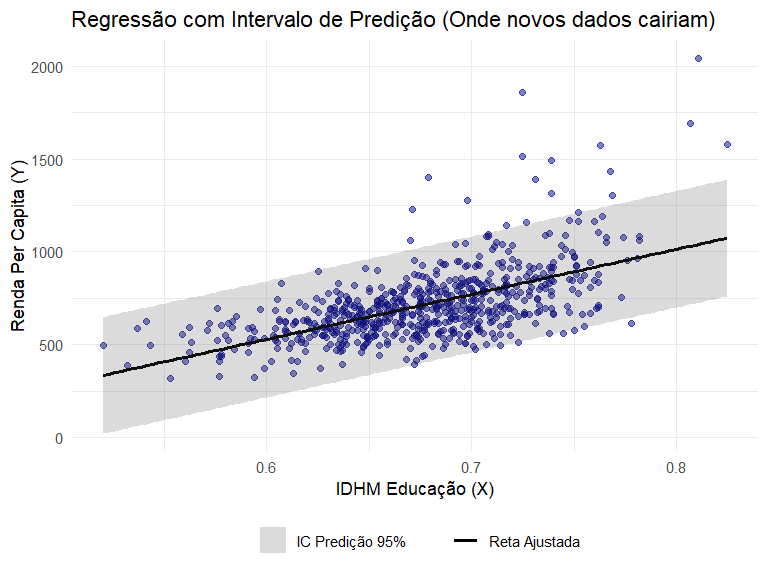 Regressão com Intervalo de Predição (Onde novos dados cairiam)
Renda Per Capita (Y)
2000
1500
1000
500
0
0.6 0.7 0.8
IDHM Educação (X)
IC Predição 95% Reta Ajustada